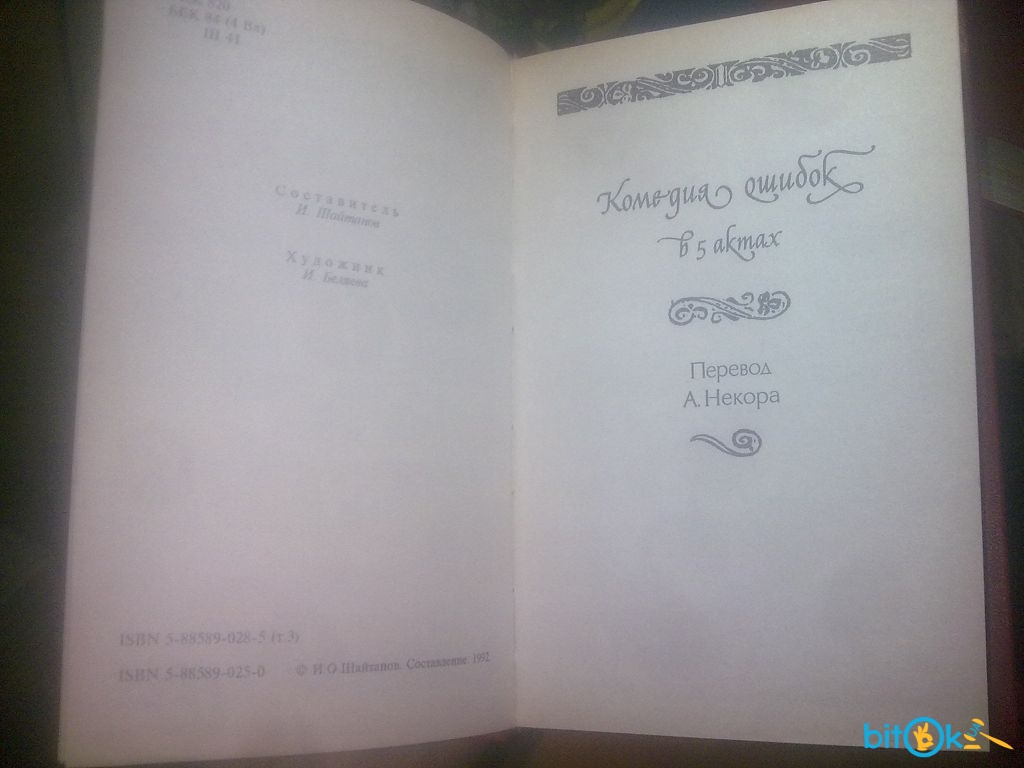 820
ББК 84 (4 Вл)
Ш 41
Составитель
И. Шайтанов
Художник
И. Беляева
ISBN 5-88589-028-5 (т.3)
ISBN 5-88589-025-0 © И.О.Шайтанов. Составление 1992
Комедия ошибок
в 5 актах
Перевод
А. Некора
bitok